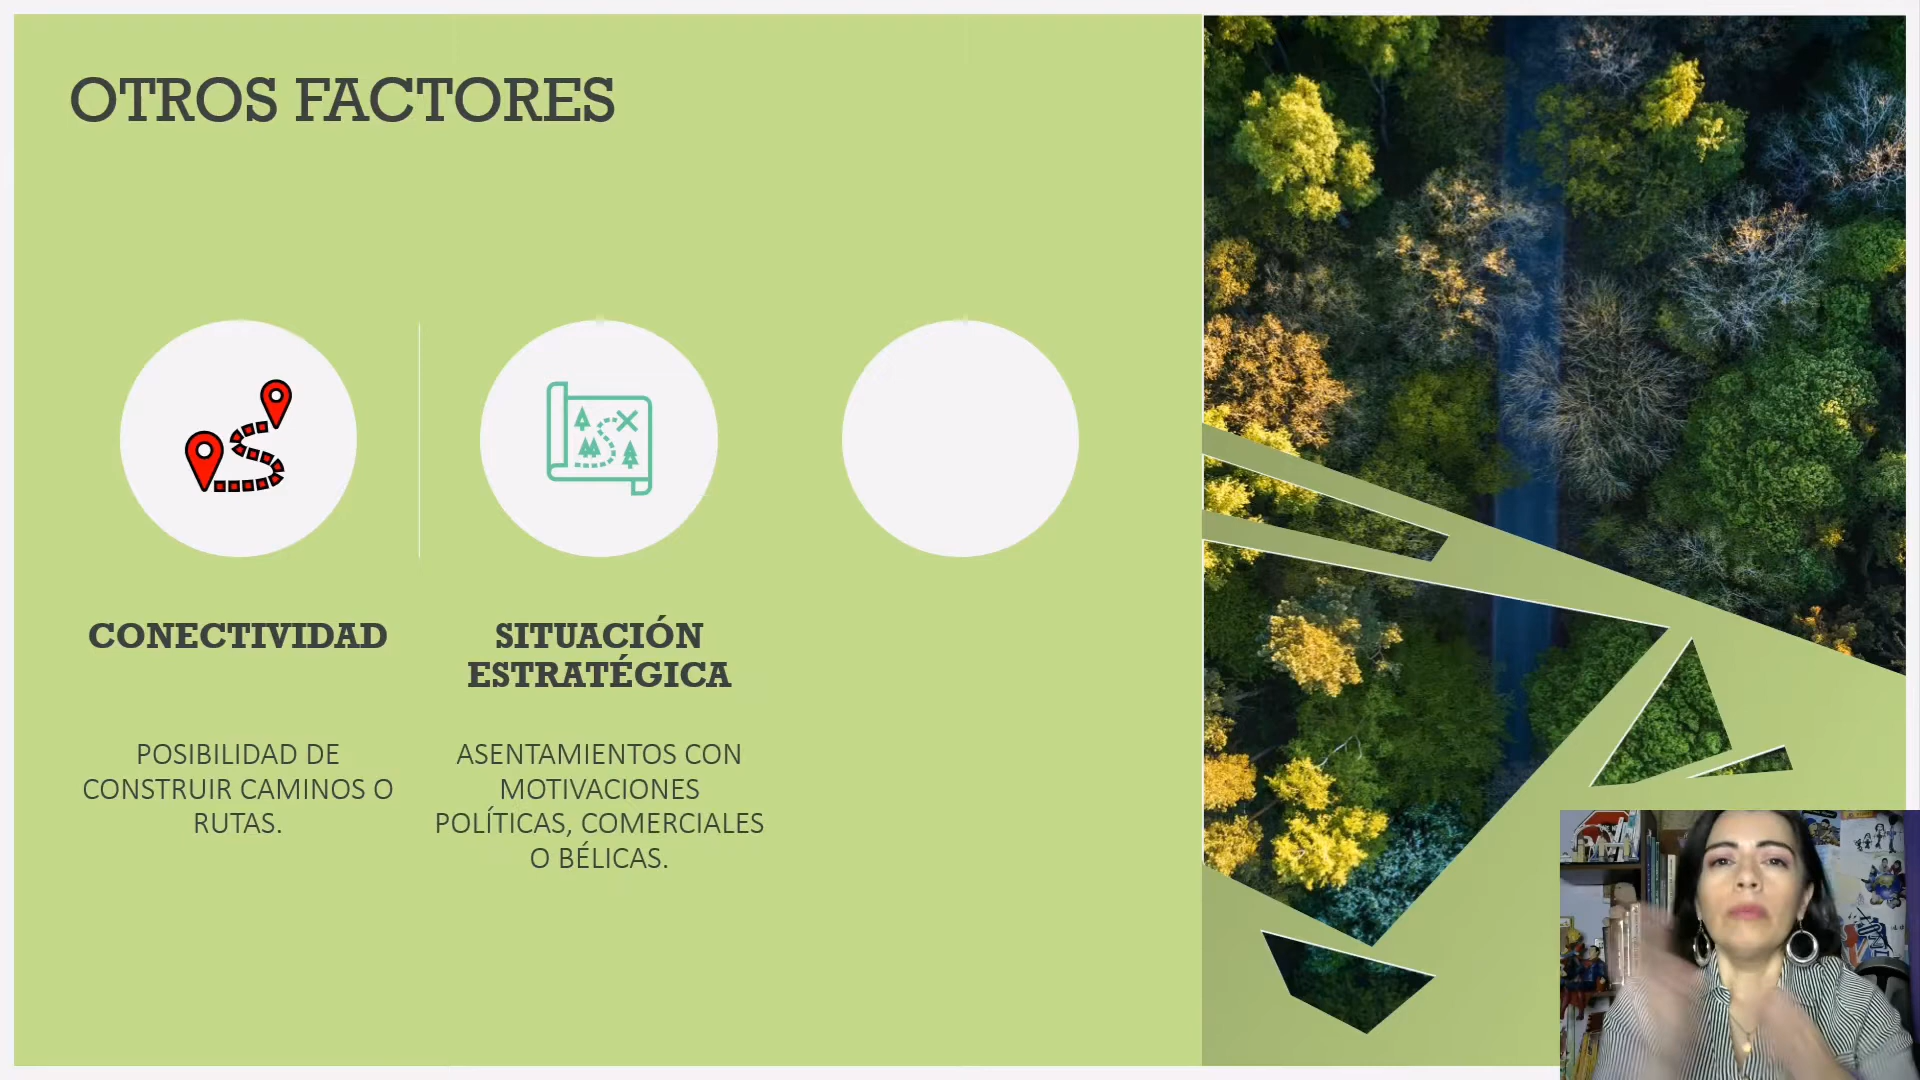 OTROS FACTORES
CONECTIVIDAD
POSIBILIDAD DE
CONSTRUIR CAMINOS O
RUTAS.
SITUACIÓN
ESTRATÉGICA
ASENTAMIENTOS CON
MOTIVACIONES
POLÍTICAS, COMERCIALES
O BÉLICAS.